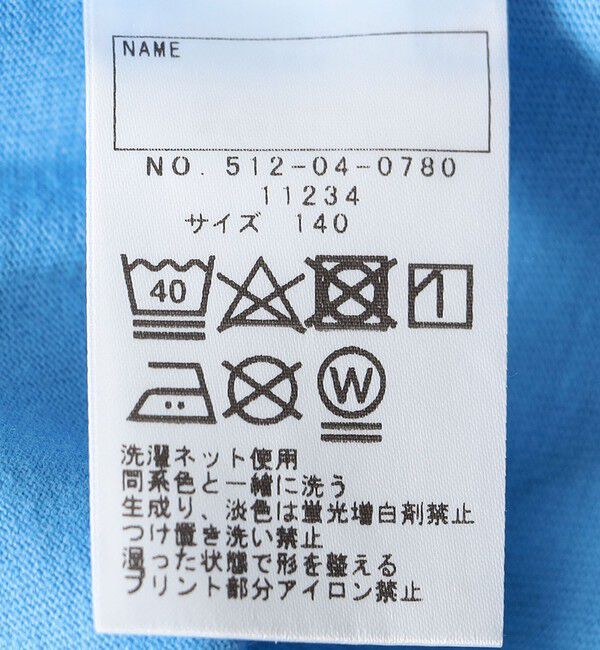 NAME
NO. 512-04-0780
11234
サイズ 140
40
W
洗濯ネット使用
同系色と一緒に洗う
生成り、淡色は蛍光増白剤禁止
つけ置き洗い禁止
湿った状態で形を整える
プリント部分アイロン禁止